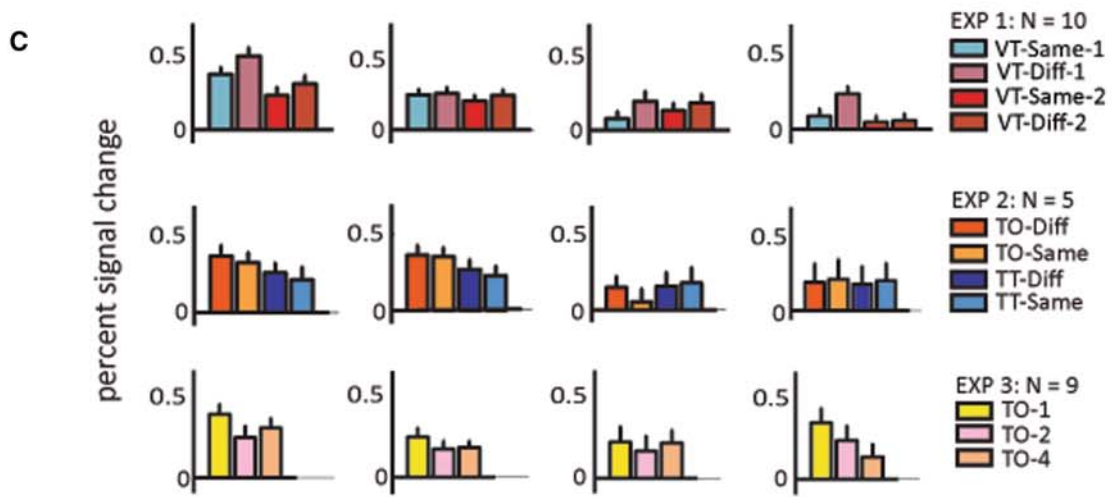 C
percent signal change
0.5
0
0.5
0
0.5
0
0.5
0
EXP 1: N = 10
VT-Same-1
VT-Diff-1
VT-Same-2
VT-Diff-2
0.5
0
0.5
0
0.5
0
0.5
0
EXP 2: N = 5
TO-Diff
TO-Same
TT-Diff
TT-Same
0.5
0
0.5
0
0.5
0
0.5
0
EXP 3: N = 9
TO-1
TO-2
TO-4